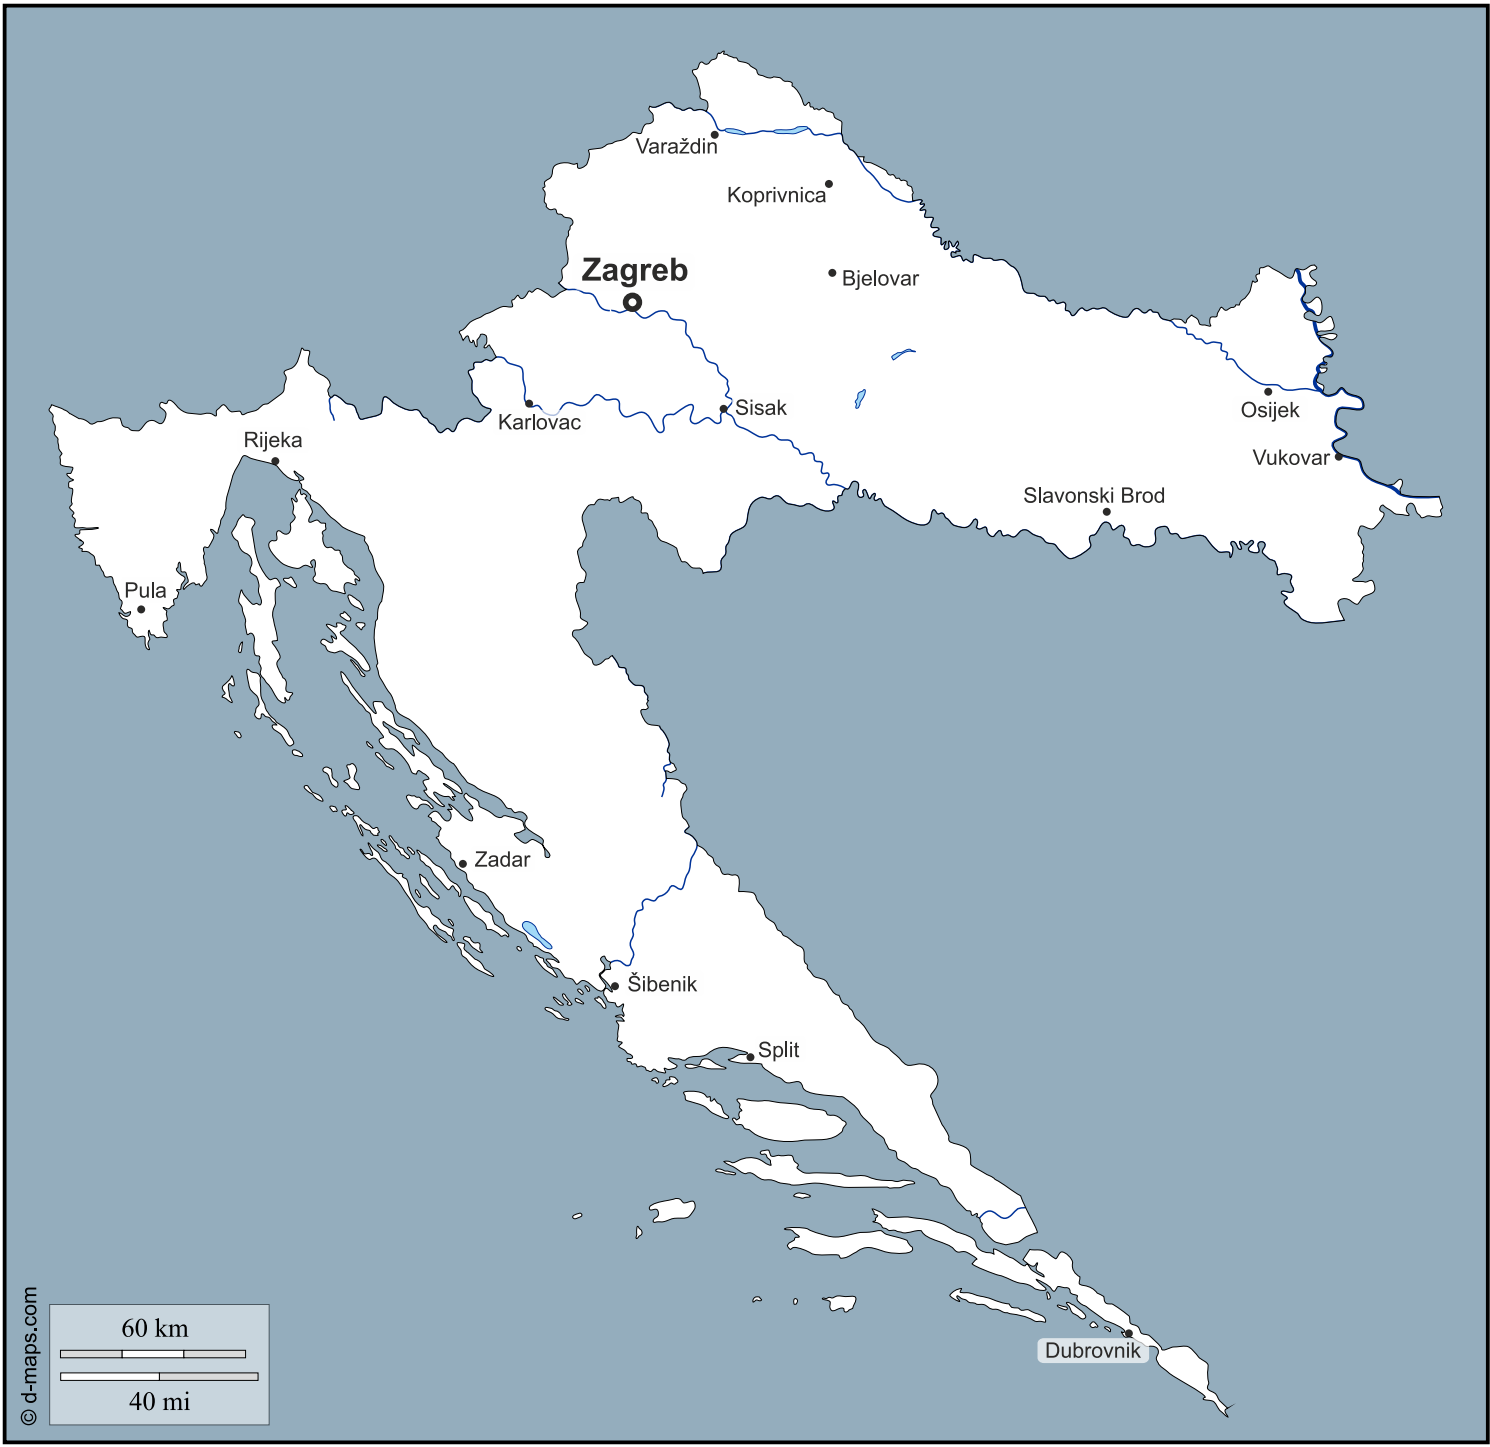 Varaždin
Koprivnica
Zagreb
Bjelovar
Sisak
Karlovac
Osijek
Rijeka
Vukovar
Slavonski Brod
Pula
Zadar
Šibenik
Split
Dubrovnik
60 km
40 mi
© d-maps.com